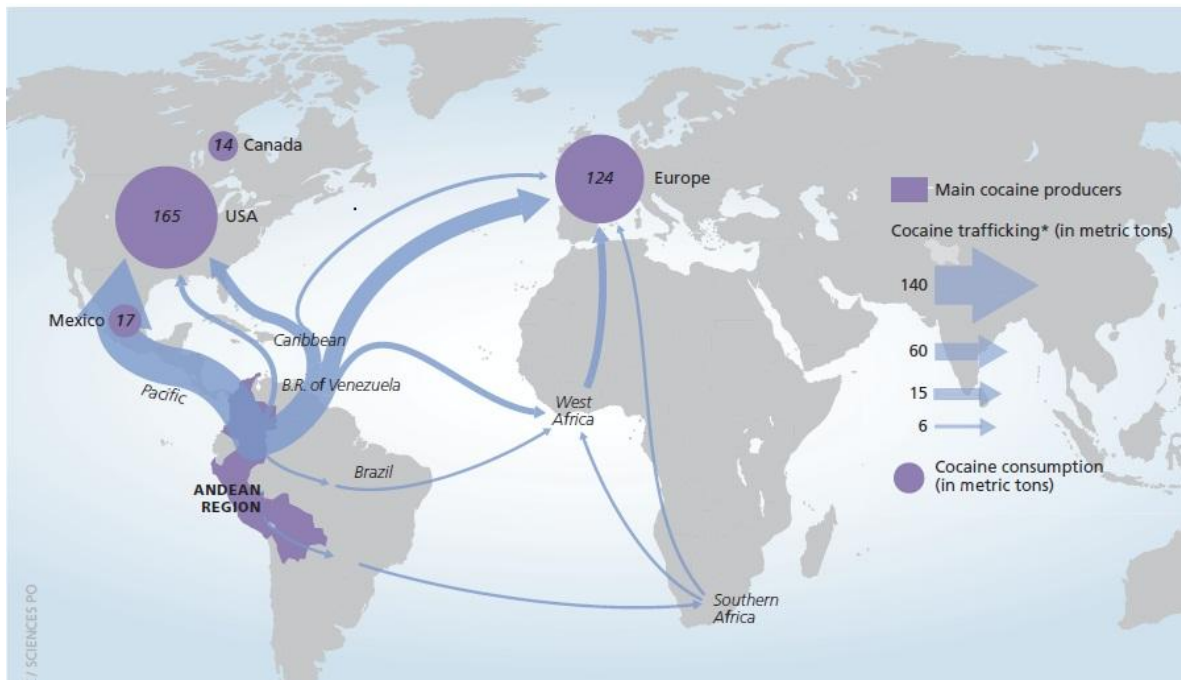 14 Canada
165 USA
124 Europe
Mexico 17
Caribbean
Pacific
B.R. of Venezuela
West
Africa
Brazil
ANDEAN
REGION
Southern
Africa
Main cocaine producers
Cocaine trafficking* (in metric tons)
140
60
15
6
Cocaine consumption
(in metric tons)
/ SCIENCES PO